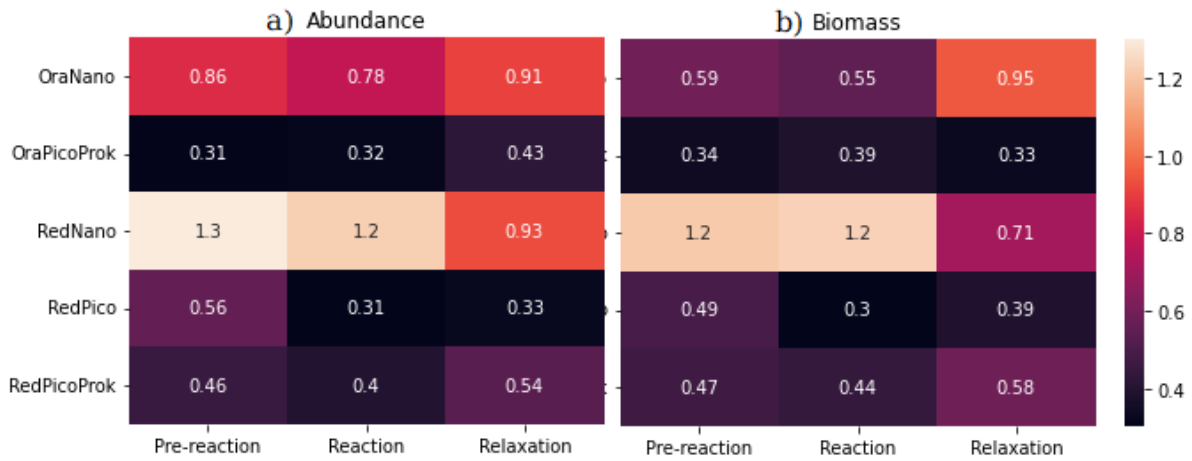 a) Abundance
b) Biomass
OraNano 0.86 0.78 0.91 0.59 0.55 0.95 1.2
OraPicoProk 0.31 0.32 0.43 0.34 0.39 0.33 1.0
RedNano 1.3 1.2 0.93 1.2 1.2 0.71 0.8
RedPico 0.56 0.31 0.33 0.49 0.3 0.39 0.6
RedPicoProk 0.46 0.4 0.54 0.47 0.44 0.58 0.4
Pre-reaction Reaction Relaxation Pre-reaction Reaction Relaxation